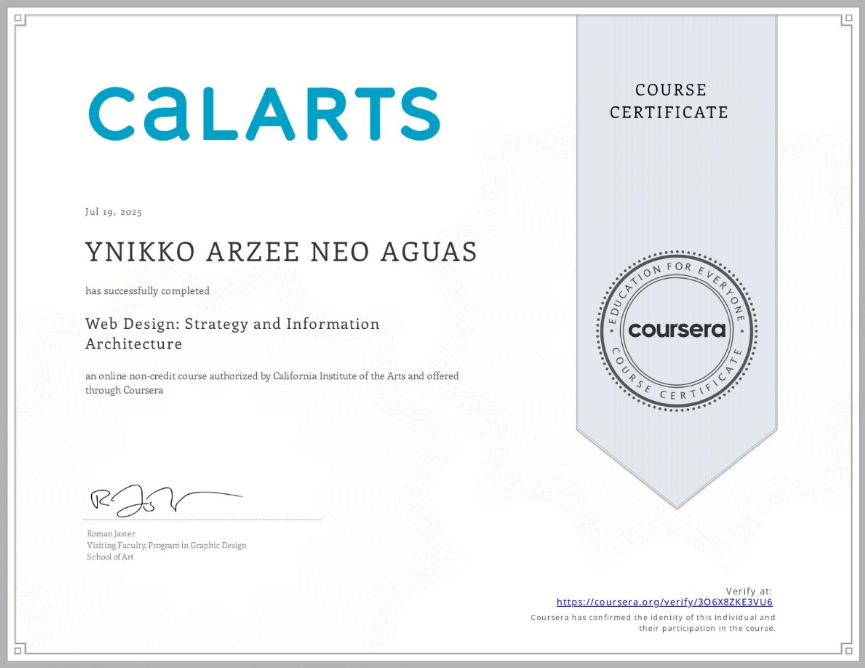 CaLARTS
COURSE
CERTIFICATE
Jul 19, 2025
YNIKKO ARZEE NEO AGUAS
has successfully completed
Web Design: Strategy and Information
Architecture
an online non-credit course authorized by California Institute of the Arts and offered
through Coursera
EDUCATION FOR EVERYONE
coursera
COURSE CERTIFICATE
Roman Jaster
Visiting Faculty, Program in Graphic Design
School of Art
Verify at:
https://coursera.org/verify/3O6X8ZKE3VU6
Coursera has confirmed the identity of this individual and
their participation in the course.